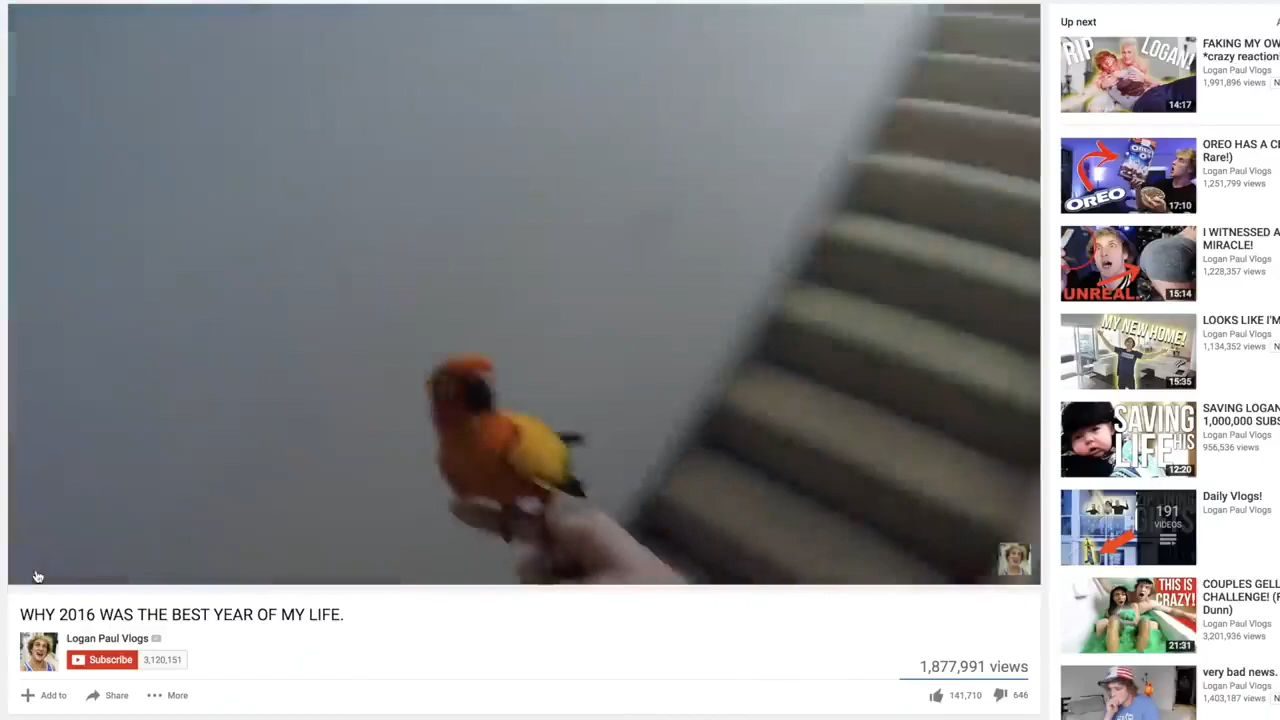 Up next
RIP LOGAN!
14:17
FAKING MY OW
*crazy reaction
Logan Paul Vlogs
1,991,896 views N
OREO
17:10
OREO HAS A
Rare!)
Logan Paul Vlogs
1,251,799 views
UNREAL.
15:14
I WITNESSED A
MIRACLE!
Logan Paul Vlogs
1,228,357 views
MY NEW HOME!
15:35
LOOKS LIKE I'M
Logan Paul Vlogs
1,134,352 views N
SAVING
HIS
LIFE
12:20
SAVING LOGAN
1,000,000 SUBS
Logan Paul Vlogs
956,536 views
191
VIDEOS
Daily Vlogs!
Logan Paul Vlogs
THIS IS
CRAZY!
21:31
COUPLES GELL
CHALLENGE! (F
Dunn)
Logan Paul Vlogs
3,201,936 views
very bad news.
Logan Paul Vlogs
1,403,187 views N
WHY 2016 WAS THE BEST YEAR OF MY LIFE.
Logan Paul Vlogs
Subscribe 3,120,151
1,877,991 views
Add to Share More
141,710 646